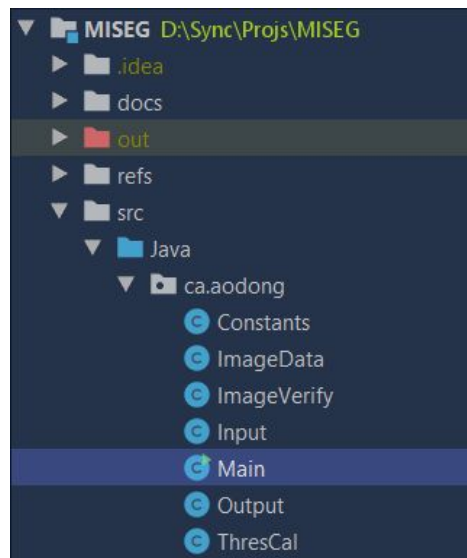 MISEG D:\Sync\Projs\MISEG
.idea
docs
out
refs
src
Java
ca.aodong
Constants
ImageData
ImageVerify
Input
Main
Output
ThresCal